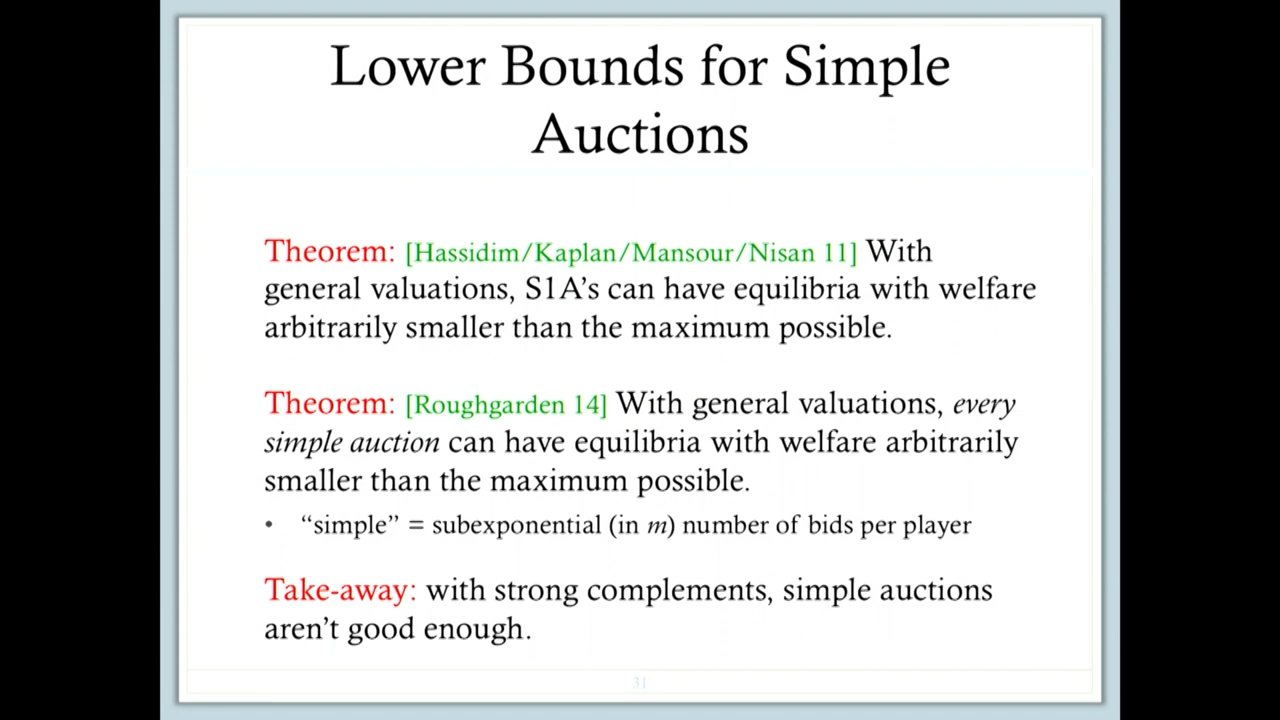 Lower Bounds for Simple
Auctions
Theorem: [Hassidim/Kaplan/Mansour/Nisan 11] With
general valuations, S1A’s can have equilibria with welfare
arbitrarily smaller than the maximum possible.
Theorem: [Roughgarden 14] With general valuations, every
simple auction can have equilibria with welfare arbitrarily
smaller than the maximum possible.
• “simple” = subexponential (in m) number of bids per player
Take-away: with strong complements, simple auctions
aren’t good enough.
31